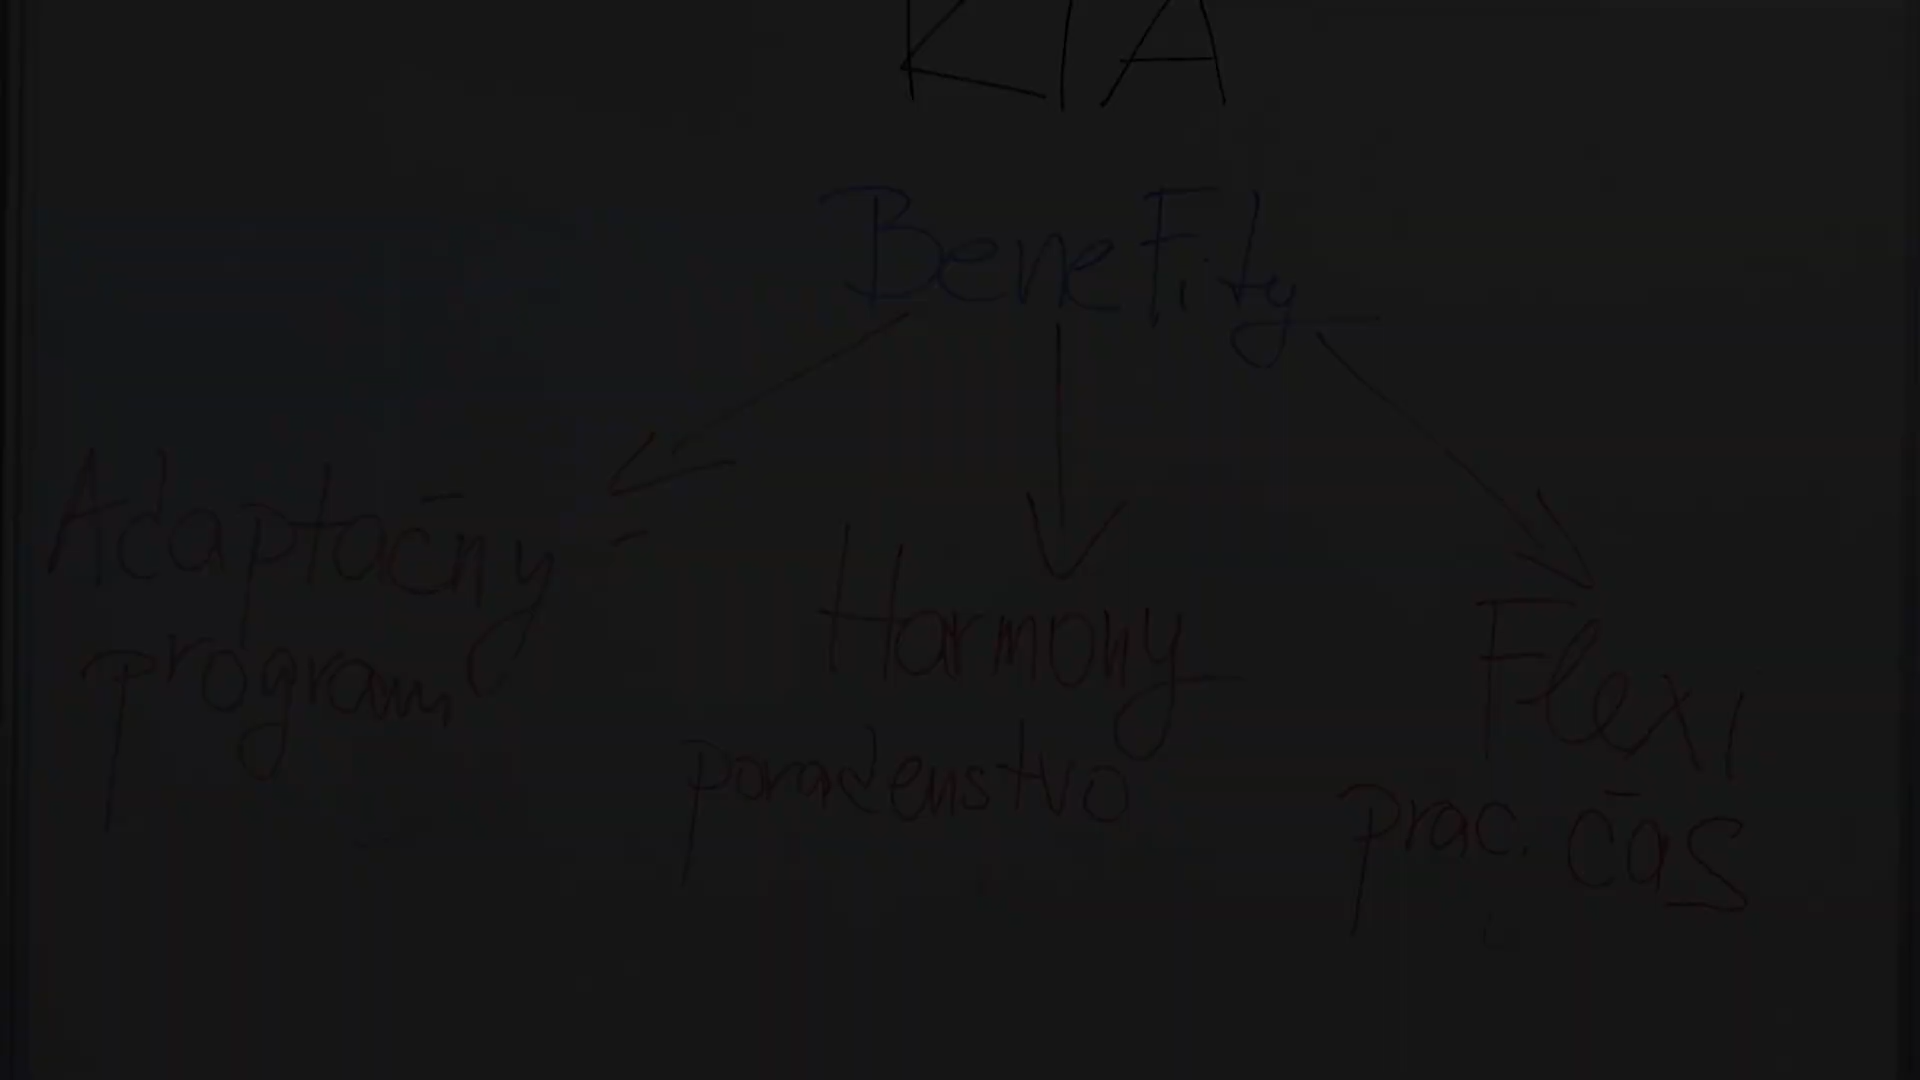 KIA
BeneFity
Adaptačný
program
Harmony
poradenstvo
Flexi
prac. čas